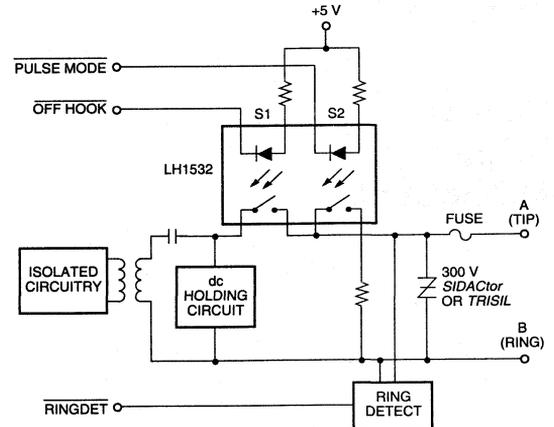 +5 V
PULSE MODE
OFF HOOK
S1
S2
LH1532
FUSE
A
(TIP)
ISOLATED
CIRCUITRY
dc
HOLDING
CIRCUIT
300 V
SIDACtor
OR TRISIL
B
(RING)
RINGDET
RING
DETECT